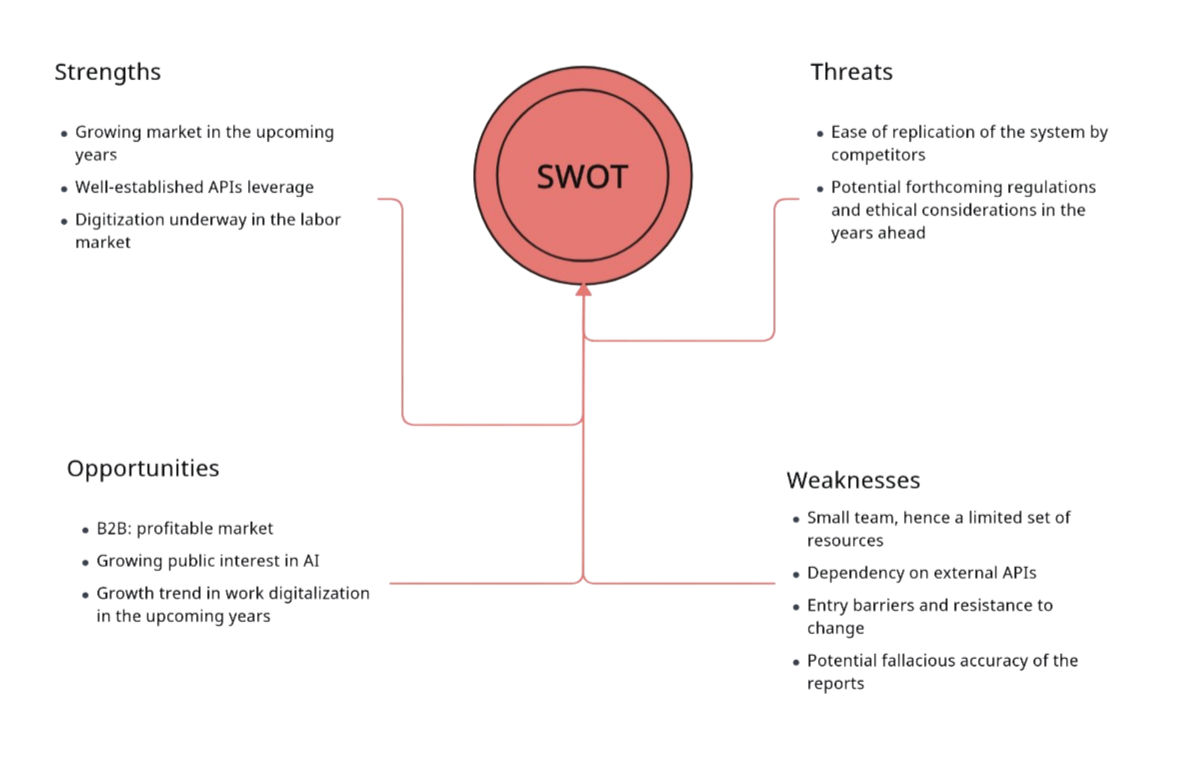 Strengths
• Growing market in the upcoming
years
• Well-established APIs leverage
• Digitization underway in the labor
market
SWOT
Threats
• Ease of replication of the system by
competitors
• Potential forthcoming regulations
and ethical considerations in the
years ahead
Opportunities
• B2B: profitable market
• Growing public interest in AI
• Growth trend in work digitalization
in the upcoming years
Weaknesses
• Small team, hence a limited set of
resources
• Dependency on external APIs
• Entry barriers and resistance to
change
• Potential fallacious accuracy of the
reports